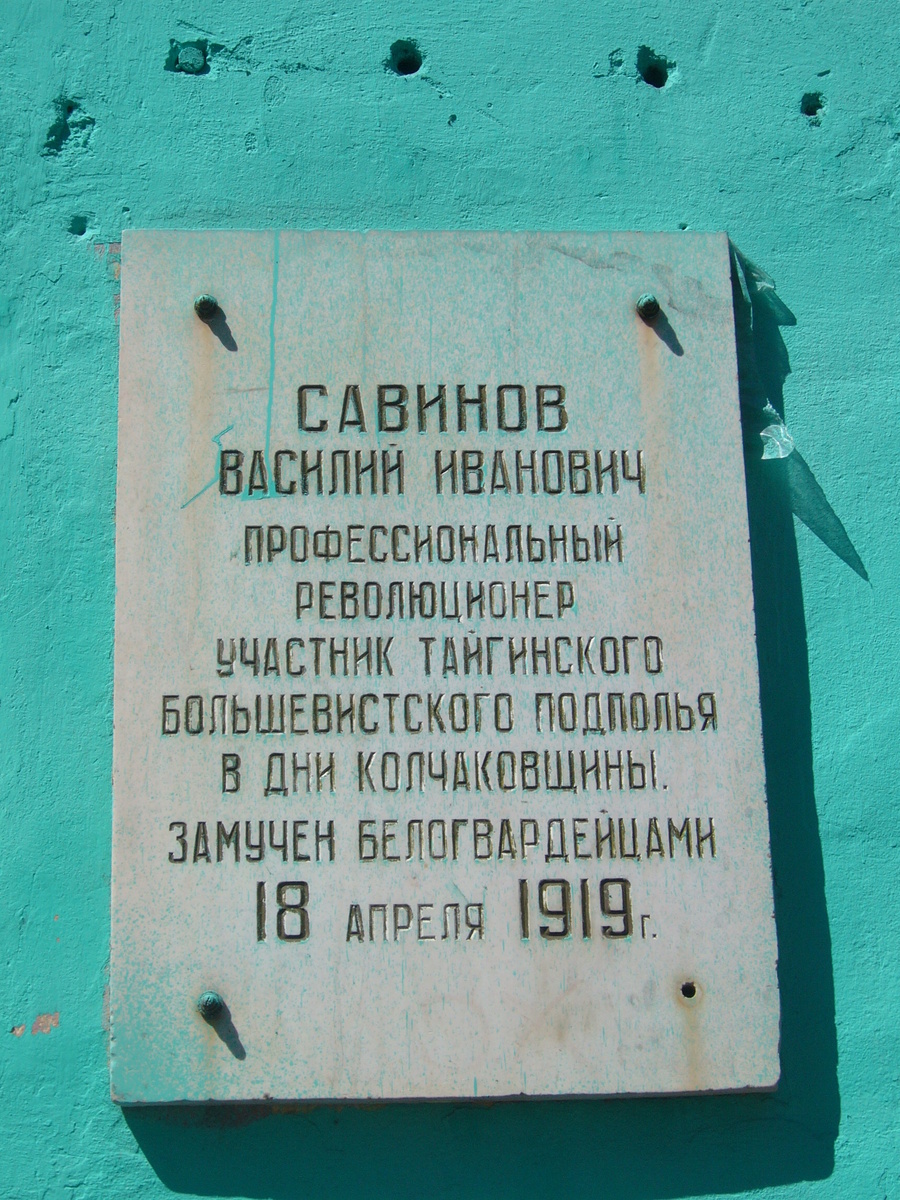 САВИНОВ
ВАСИЛИЙ ИВАНОВИЧ
ПРОФЕССИОНАЛЬНЫЙ
РЕВОЛЮЦИОНЕР
УЧАСТНИК ТАЙГИНСКОГО
БОЛЬШЕВИСТСКОГО ПОДПОЛЬЯ
В ДНИ КОЛЧАКОВЩИНЫ.
ЗАМУЧЕН БЕЛОГВАРДЕЙЦАМИ
18 АПРЕЛЯ 1919 г.